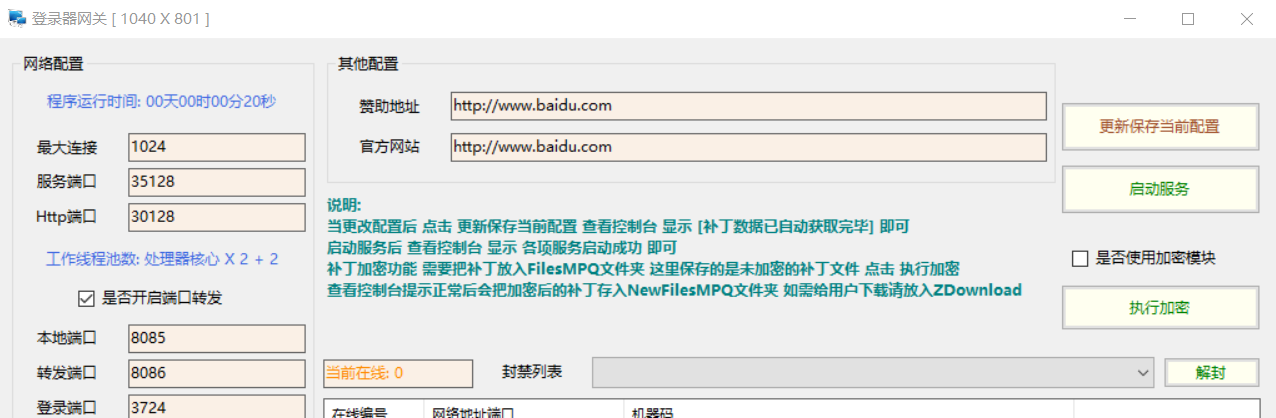 登录器网关 [ 1040 X 801 ]
网络配置
程序运行时间: 00天00时00分20秒
最大连接 1024
服务端口 35128
Http端口 30128
工作线程池数: 处理器核心 X 2 + 2
是否开启端口转发
本地端口 8085
转发端口 8086
登录端口 3724
其他配置
赞助地址 http://www.baidu.com
官方网站 http://www.baidu.com
说明:
当更改配置后 点击 更新保存当前配置 查看控制台 显示 [补丁数据已自动获取完毕] 即可
启动服务后 查看控制台 显示 各项服务启动成功 即可
补丁加密功能 需要把补丁放入FilesMPQ文件夹 这里保存的是未加密的补丁文件 点击 执行加密
查看控制台提示正常后会把加密后的补丁存入NewFilesMPQ文件夹 如需给用户下载请放入ZDownload
更新保存当前配置
启动服务
是否使用加密模块
执行加密
当前在线: 0 封禁列表 解封
在线编号 网络地址端口 机器码